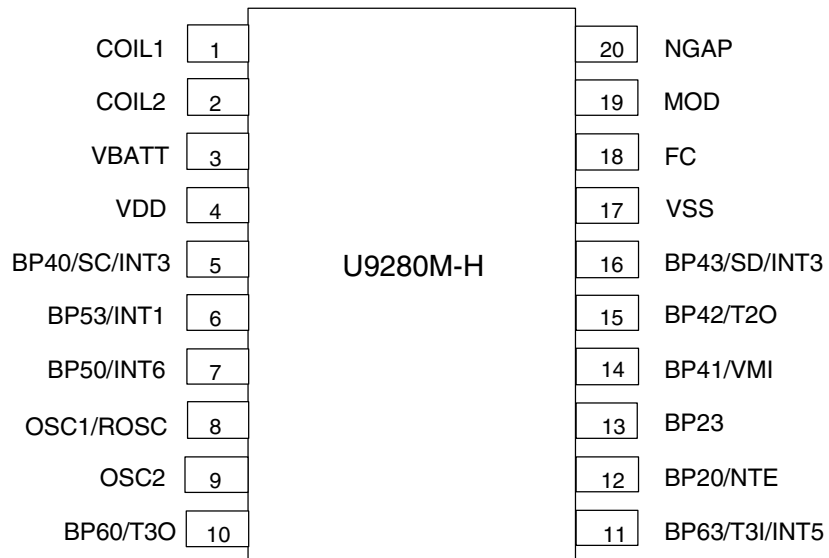 COIL1 1 20 NGAP
COIL2 2 19 MOD
VBATT 3 18 FC
VDD 4 17 VSS
BP40/SC/INT3 5 U9280M-H 16 BP43/SD/INT3
BP53/INT1 6 15 BP42/T2O
BP50/INT6 7 14 BP41/VMI
OSC1/ROSC 8 13 BP23
OSC2 9 12 BP20/NTE
BP60/T3O 10 11 BP63/T3I/INT5